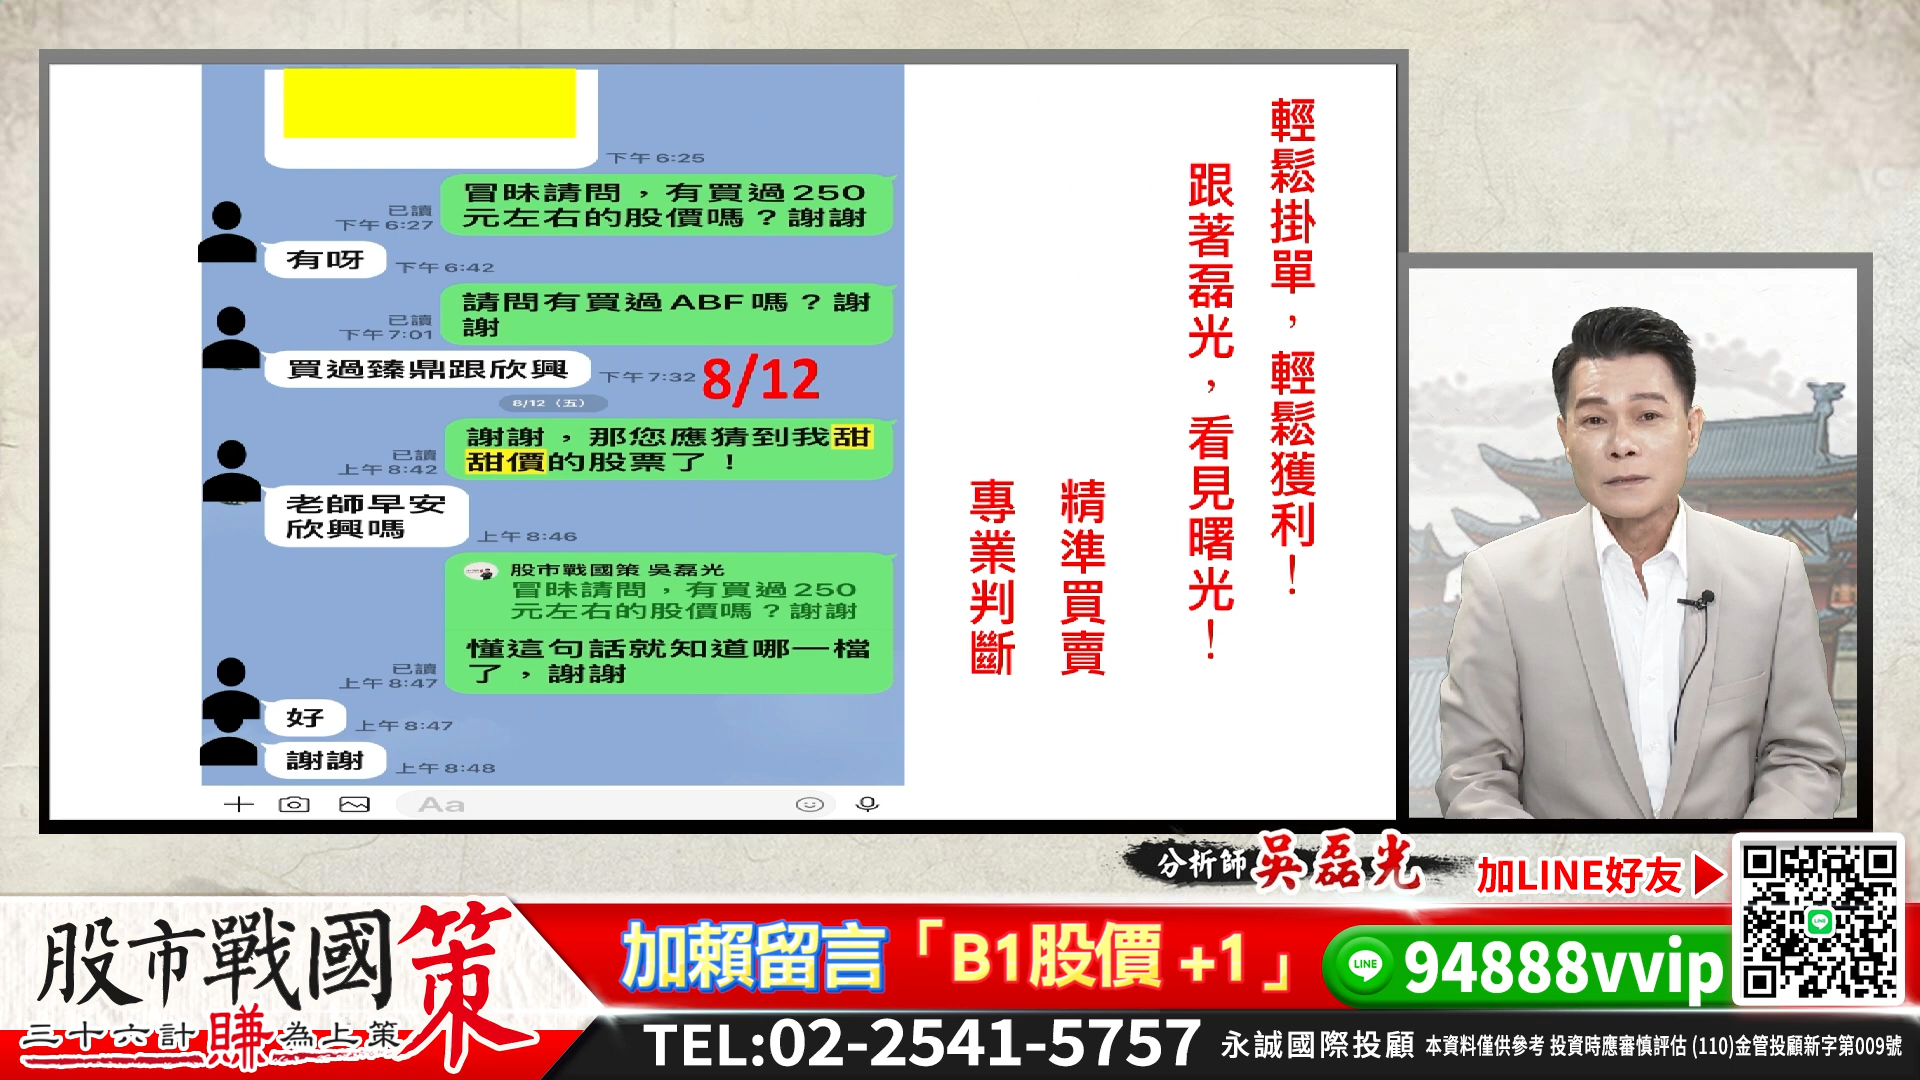 下午 6:25
冒昧請問，有買過250
元左右的股價嗎？謝謝
已讀
下午 6:27
有呀
下午 6:42
請問有買過ABF嗎？謝
謝
已讀
下午 7:01
買過臻鼎跟欣興
下午 7:32
8/12
8/12（五）
謝謝，那您應猜到我甜
甜價的股票了！
已讀
上午 8:42
老師早安
欣興嗎
上午 8:46
股市戰國策 吳磊光
冒昧請問，有買過250
元左右的股價嗎？謝謝
懂這句話就知道哪一檔
了，謝謝
已讀
上午 8:47
好
上午 8:47
謝謝
上午 8:48
Aa
輕鬆掛單，輕鬆獲利！
跟著磊光，看見曙光！
精準買賣
專業判斷
分析師 吳磊光
加LINE好友
股市戰國策
三十六計 賺為上策
加賴留言「B1股價 +1」
LINE 94888vvip
TEL:02-2541-5757
永誠國際投顧 本資料僅供參考 投資時應審慎評估 (110)金管投顧新字第009號